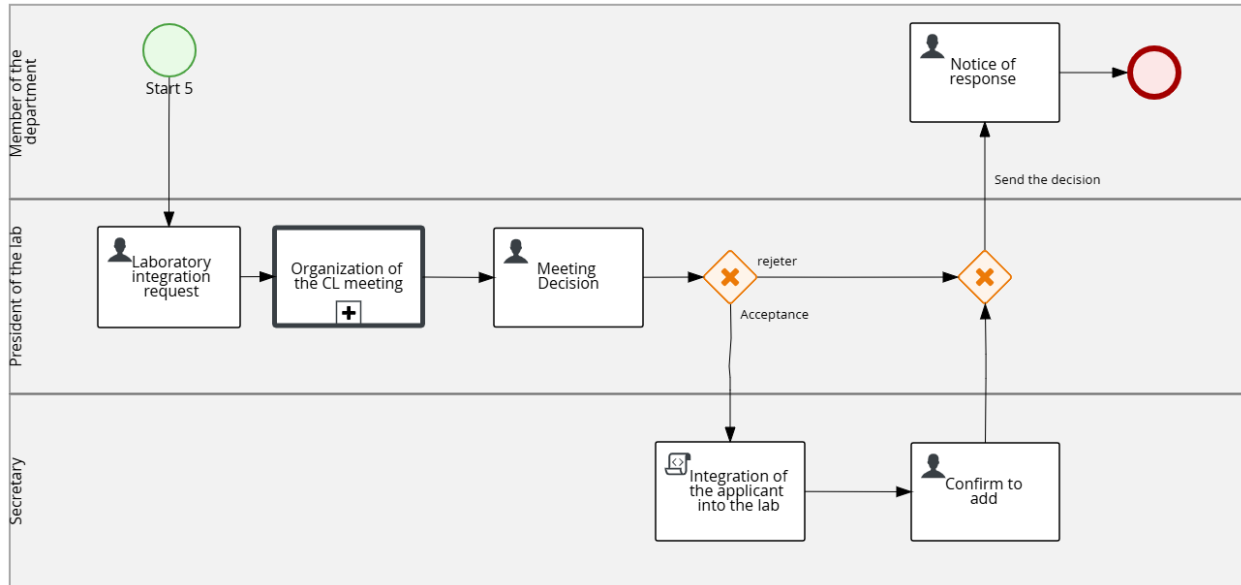 Member of the
department
Start 5
Notice of
response
Send the decision
President of the lab
Laboratory
integration
request
Organization of
the CL meeting
Meeting
Decision
rejeter
Acceptance
Secretary
Integration of
the applicant
into the lab
Confirm to
add